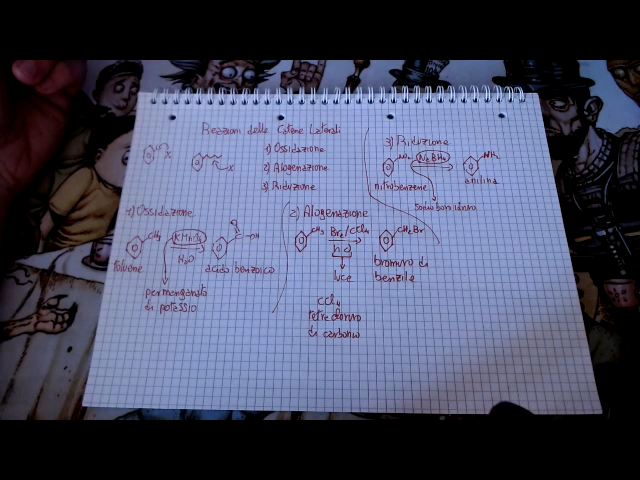 Reazioni delle Catene Laterali
X
X
1) Ossidazione
2) Alogenazione
3) Riduzione
1) Ossidazione
CH3
KMnO4
H2O
O
OH
toluene
acido benzoico
permanganato
di potassio
2) Alogenazione
CH3
Br2/CCl4
hν
luce
CH2Br
bromuro di
benzile
CCl4
tetracloruro
di carbonio
3) Riduzione
NO2
NaBH4
NH2
nitrobenzene
anilina